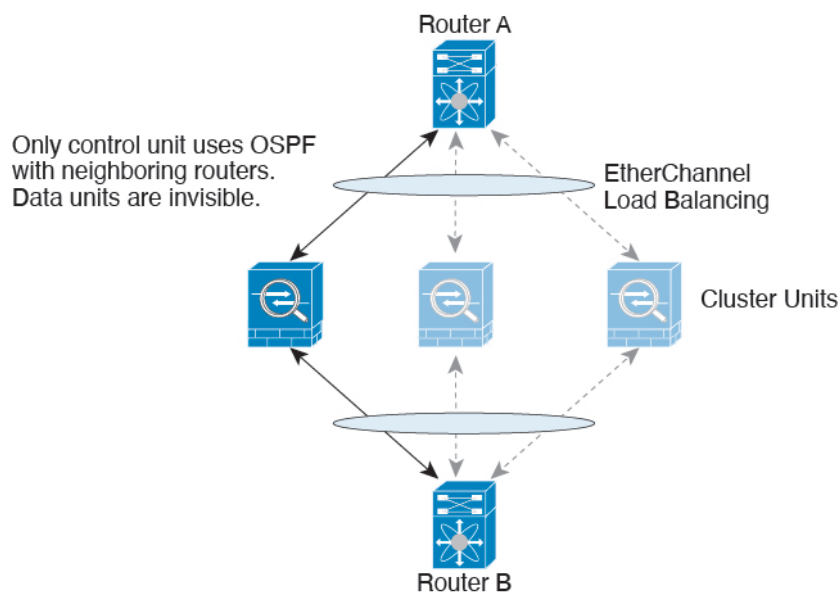 Router A
Only control unit uses OSPF
with neighboring routers.
Data units are invisible.
EtherChannel
Load Balancing
Cluster Units
Router B